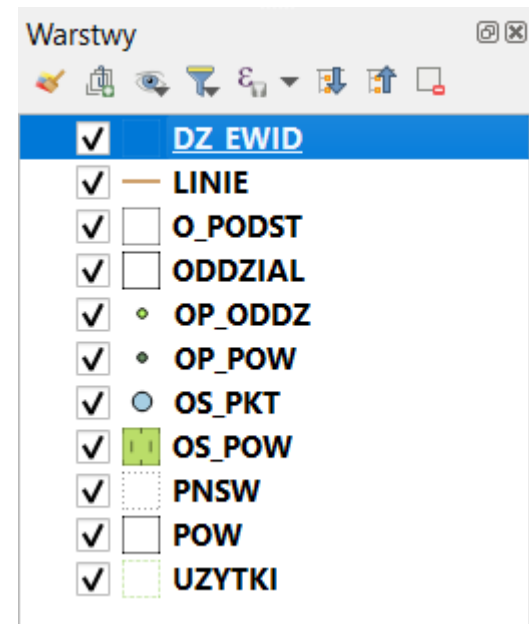 Warstwy
DZ_EWID
LINIE
O_PODST
ODDZIAL
OP_ODDZ
OP_POW
OS_PKT
OS_POW
PNSW
POW
UZYTKI